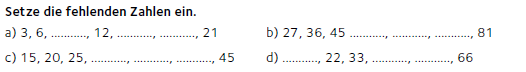 Setze die fehlenden Zahlen ein.
a) 3, 6, ............, 12, ............, ............, 21 b) 27, 36, 45 ............, ............, ............, 81
c) 15, 20, 25, ............, ............, ............, 45 d) ............, 22, 33, ............, ............, 66